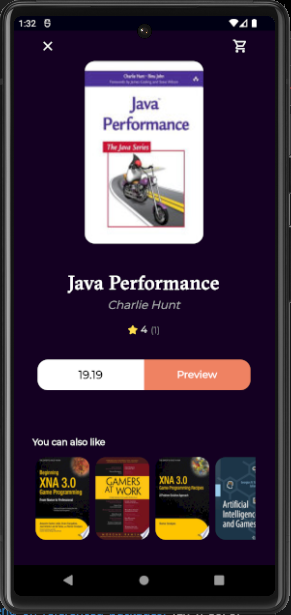 1:32
Charlie Hunt · Binu John
Java
Performance
The Java Series
Java Performance
Charlie Hunt
4 (1)
19.19 Preview
You can also like
Beginning
XNA 3.0
Game Programming
GAMERS
AT WORK
XNA 3.0
Game Programming Recipes
Artificial
Intelligenc
and Games